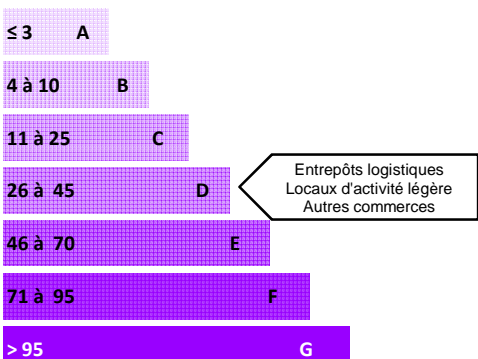 ≤ 3 A
4 à 10 B
11 à 25 C
Entrepôts logistiques
Locaux d'activité légère
Autres commerces
26 à 45 D
46 à 70 E
71 à 95 F
> 95 G